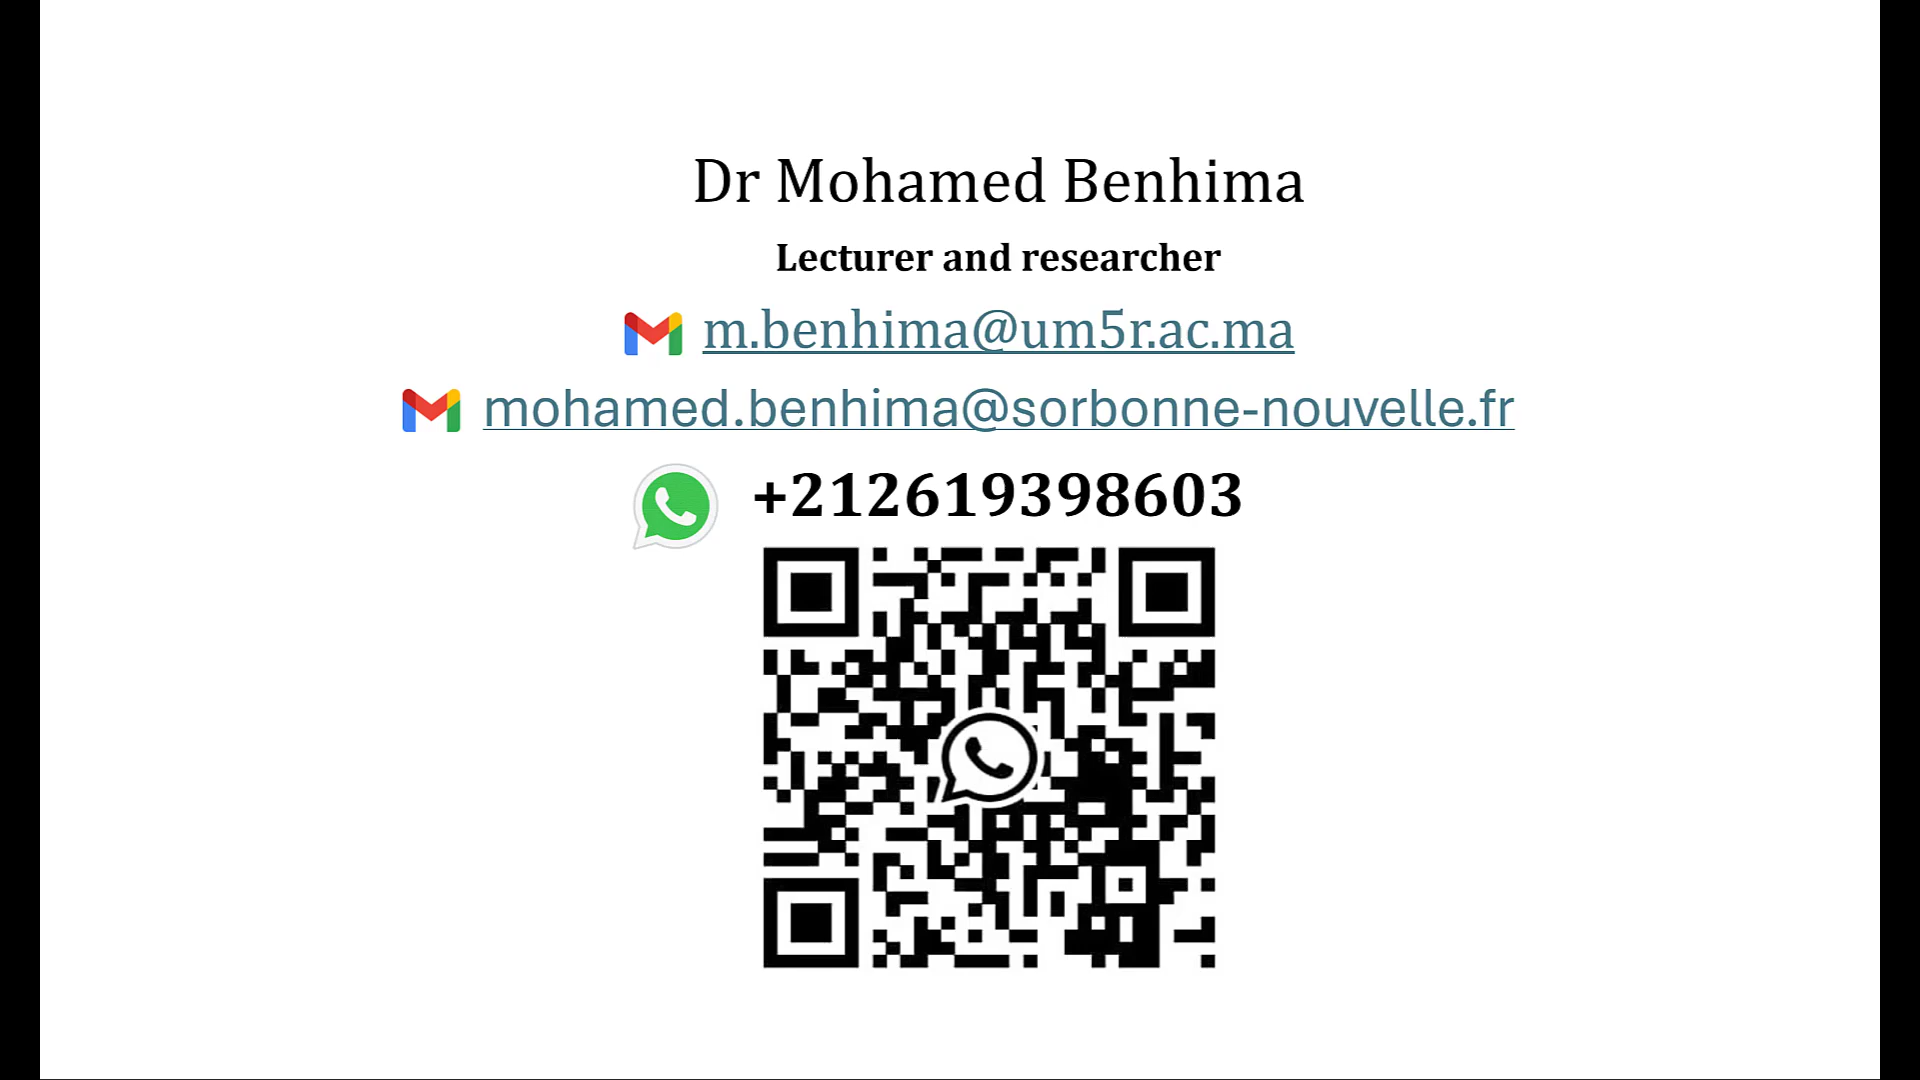 Dr Mohamed Benhima
Lecturer and researcher
m.benhima@um5r.ac.ma
mohamed.benhima@sorbonne-nouvelle.fr
+212619398603